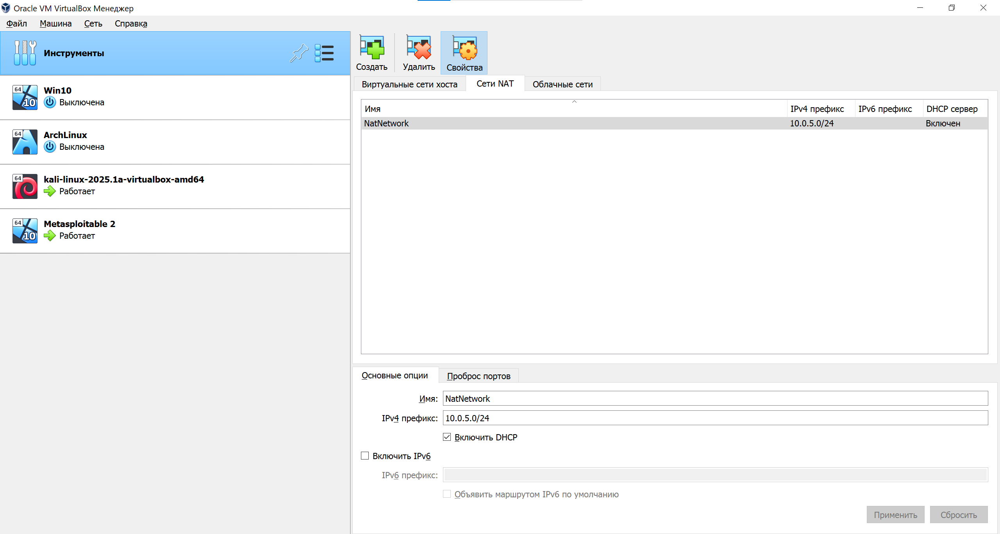 Oracle VM VirtualBox Менеджер
Файл Машина Сеть Справка
Инструменты
64 10 Win10
Выключена
64 ArchLinux
Выключена
64 kali-linux-2025.1a-virtualbox-amd64
Работает
64 10 Metasploitable 2
Работает
Создать Удалить Свойства
Виртуальные сети хоста Сети NAT Облачные сети
Имя IPv4 префикс IPv6 префикс DHCP сервер
NatNetwork 10.0.5.0/24 Включен
Основные опции Проброс портов
Имя: NatNetwork
IPv4 префикс: 10.0.5.0/24
Включить DHCP
Включить IPv6
IPv6 префикс:
Объявить маршрутом IPv6 по умолчанию
Применить Сбросить